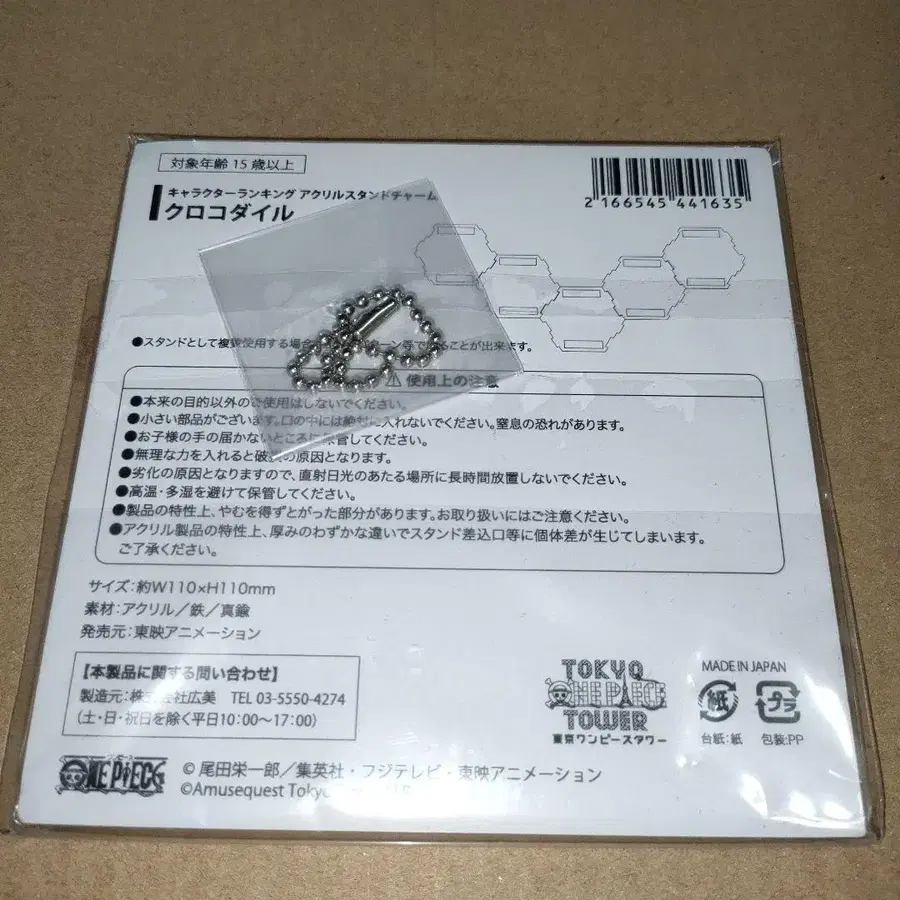 対象年齢 15 歳以上
キャラクターランキング アクリルスタンドチャーム
クロコダイル
2 166545 441635
●スタンドとして複数使用する場合 ーン等で ることが出来ます。
⚠ 使用上の注意
●本来の目的以外のご使用はしないでください。
●小さい部品がございます。口の中には絶対に入れないでください。窒息の恐れがあります。
●お子様の手の届かないところに保管してください。
●無理な力を入れると破損の原因となります。
●劣化の原因となりますので、直射日光のあたる場所に長時間放置しないでください。
●高温・多湿を避けて保管してください。
●製品の特性上、やむを得ずとがった部分があります。お取り扱いにはご注意ください。
●アクリル製品の特性上、厚みのわずかな違いでスタンド差込口等に個体差が生じてしまいます。
ご了承ください。
サイズ：約W110×H110mm
素材：アクリル／鉄／真鍮
発売元：東映アニメーション
【本製品に関する問い合わせ】
製造元：株式会社広美 TEL 03-5550-4274
（土・日・祝日を除く平日10：00～17：00）
TOKYO
ONE PIECE
TOWER
東京ワンピースタワー
MADE IN JAPAN
紙 プラ
台紙：紙 包装：PP
ONE PIECE
© 尾田栄一郎／集英社・フジテレビ・東映アニメーション
©Amusequest Tokyo